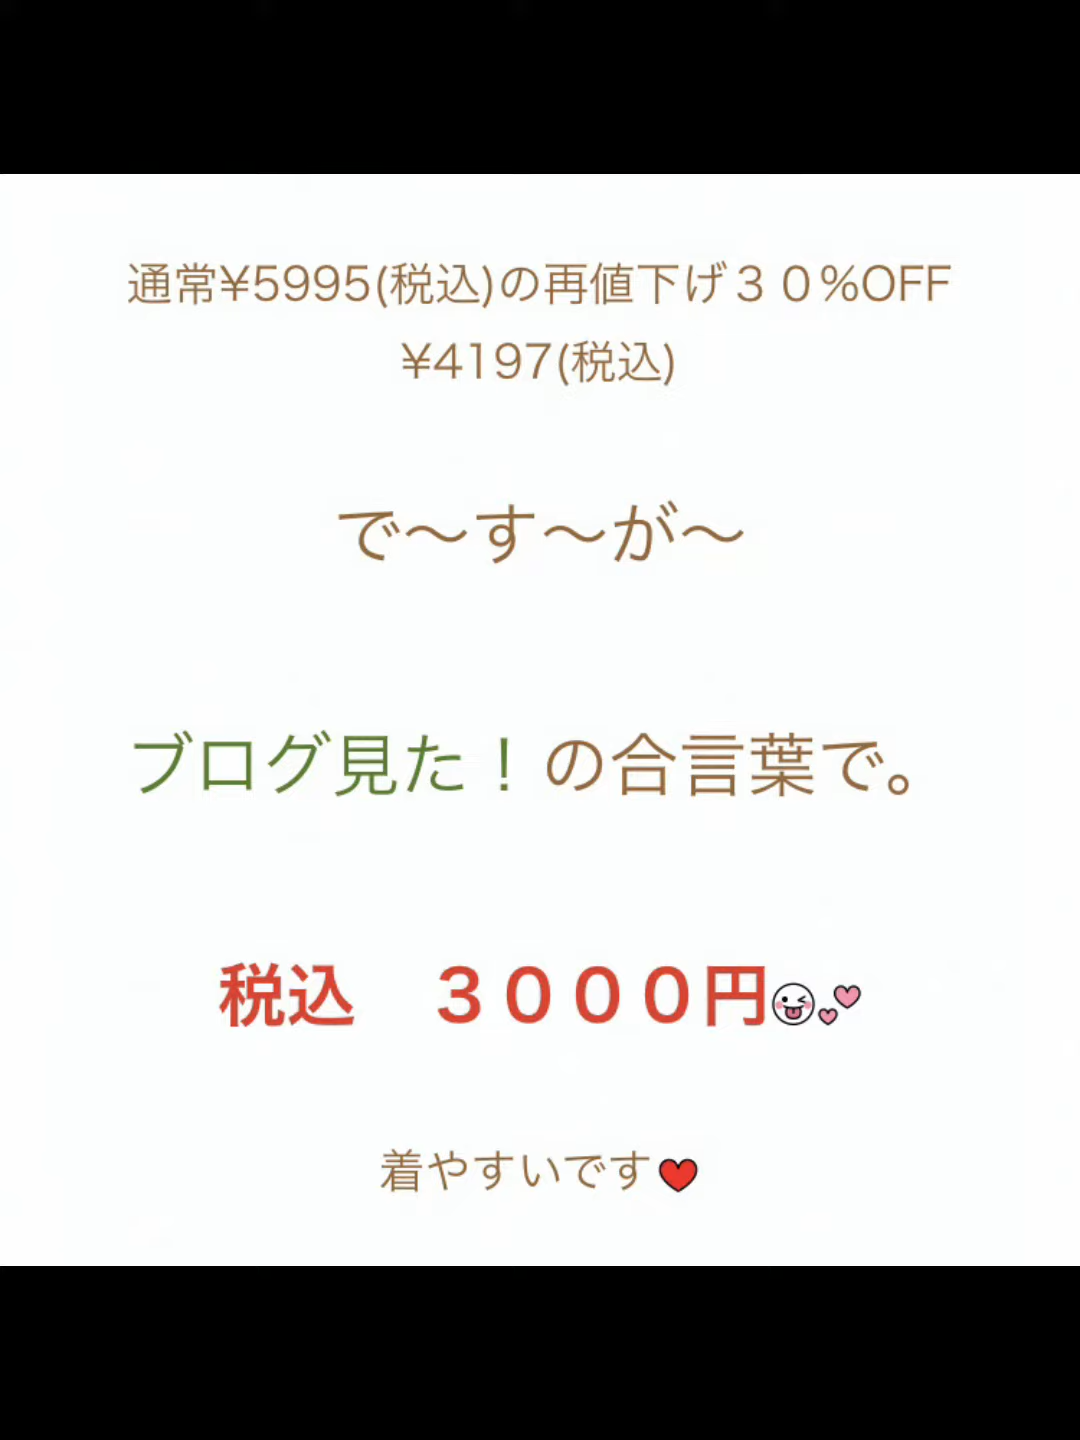 通常¥5995(税込)の再値下げ３０%OFF
¥4197(税込)
で〜す〜が〜
ブログ見た！の合言葉で。
税込　３０００円
着やすいです